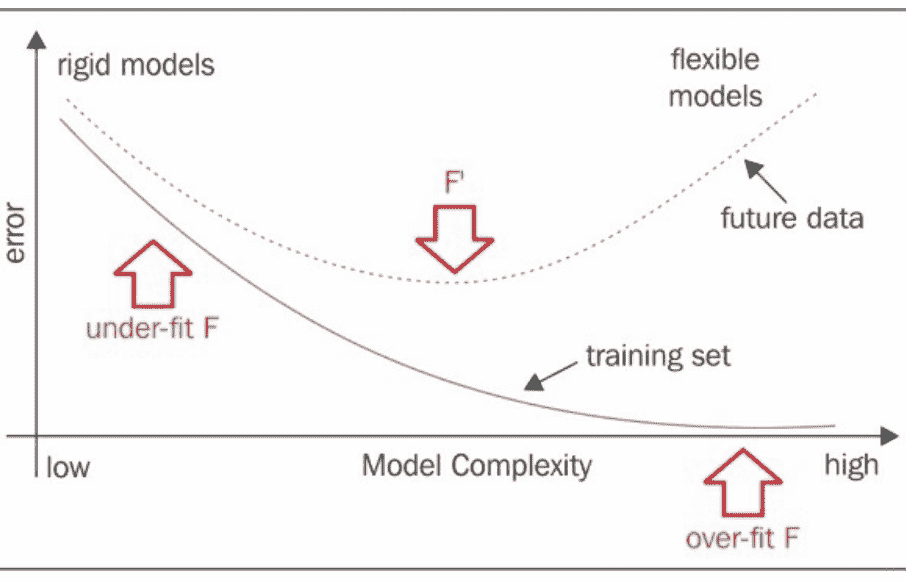 rigid models
flexible
models
F'
future data
error
under-fit F
training set
low
Model Complexity
high
over-fit F